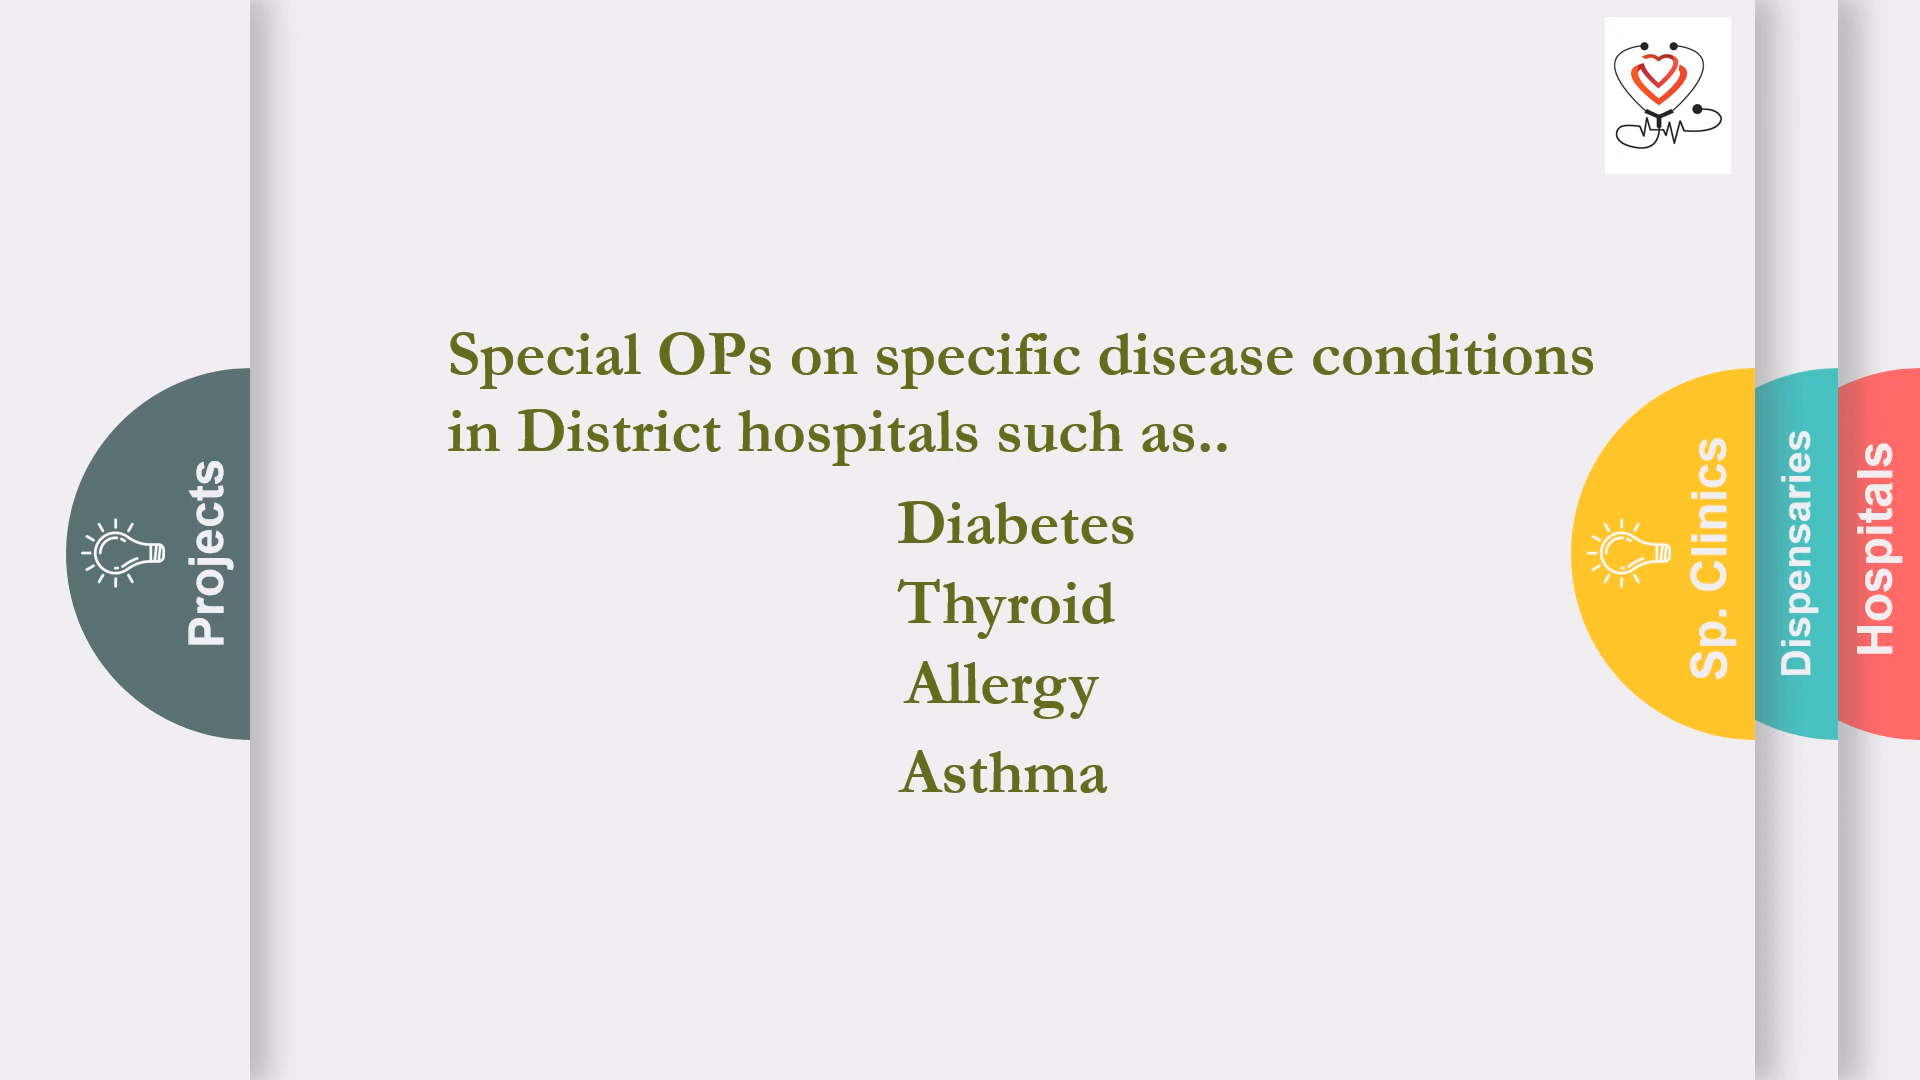 Projects
Special OPs on specific disease conditions
in District hospitals such as..
Diabetes
Thyroid
Allergy
Asthma
Sp. Clinics
Dispensaries
Hospitals